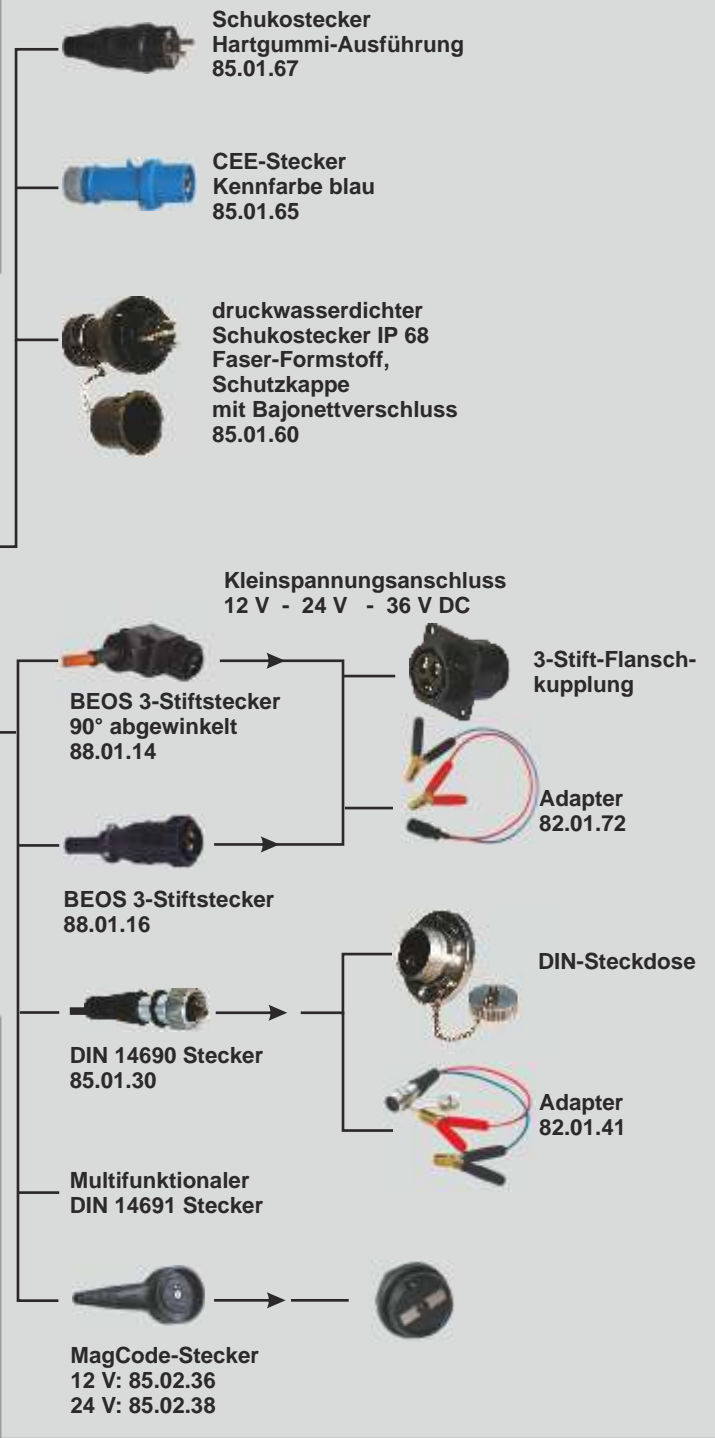 Schukostecker
Hartgummi-Ausführung
85.01.67
CEE-Stecker
Kennfarbe blau
85.01.65
druckwasserdichter
Schukostecker IP 68
Faser-Formstoff,
Schutzkappe
mit Bajonettverschluss
85.01.60
Kleinspannungsanschluss
12 V - 24 V - 36 V DC
BEOS 3-Stiftstecker
90° abgewinkelt
88.01.14
3-Stift-Flansch-
kupplung
Adapter
82.01.72
BEOS 3-Stiftstecker
88.01.16
DIN-Steckdose
DIN 14690 Stecker
85.01.30
Adapter
82.01.41
Multifunktionaler
DIN 14691 Stecker
MagCode-Stecker
12 V: 85.02.36
24 V: 85.02.38